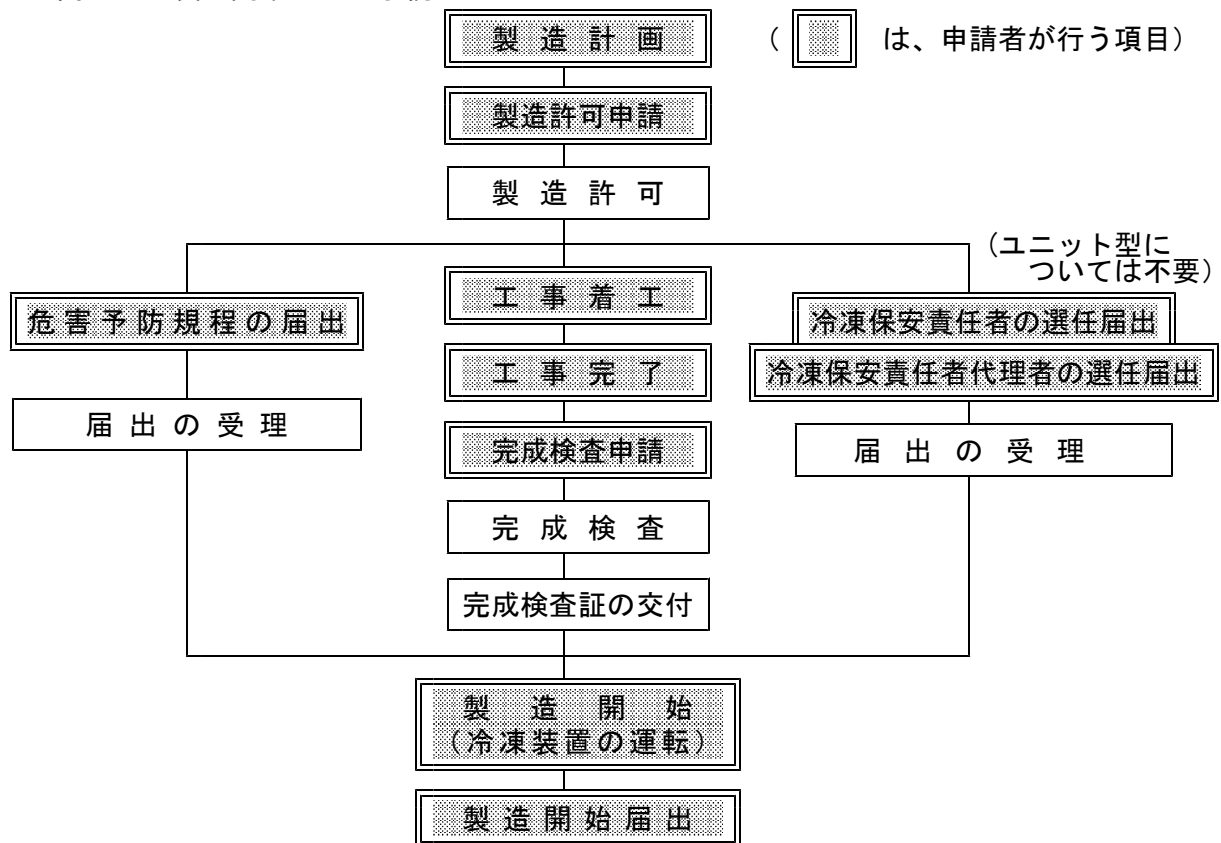 製造計画
( は、申請者が行う項目)
製造許可申請
製造許可
(ユニット型に
ついては不要)
危害予防規程の届出
工事着工
冷凍保安責任者の選任届出
工事完了
冷凍保安責任者代理者の選任届出
届出の受理
完成検査申請
届出の受理
完成検査
完成検査証の交付
製造開始
(冷凍装置の運転)
製造開始届出